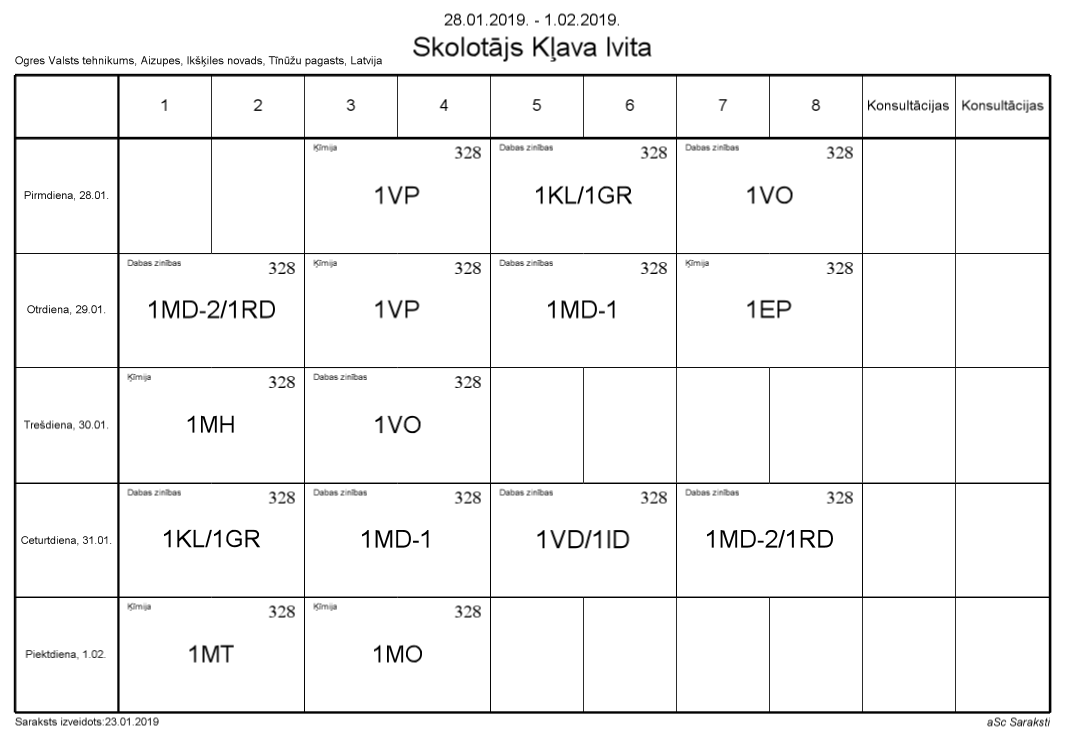 28.01.2019. - 1.02.2019.
Skolotājs Kļava Ivita
Ogres Valsts tehnikums, Aizupes, Ikšķiles novads, Tīnūžu pagasts, Latvija
1 2 3 4 5 6 7 8 Konsultācijas Konsultācijas
Ķīmija 328 Dabas zinības 328 Dabas zinības 328
Pirmdiena, 28.01. 1VP 1KL/1GR 1VO
Dabas zinības 328 Ķīmija 328 Dabas zinības 328 Ķīmija 328
Otrdiena, 29.01. 1MD-2/1RD 1VP 1MD-1 1EP
Ķīmija 328 Dabas zinības 328
Trešdiena, 30.01. 1MH 1VO
Dabas zinības 328 Dabas zinības 328 Dabas zinības 328 Dabas zinības 328
Ceturtdiena, 31.01. 1KL/1GR 1MD-1 1VD/1ID 1MD-2/1RD
Ķīmija 328 Ķīmija 328
Piektdiena, 1.02. 1MT 1MO
Saraksts izveidots:23.01.2019 aSc Saraksti